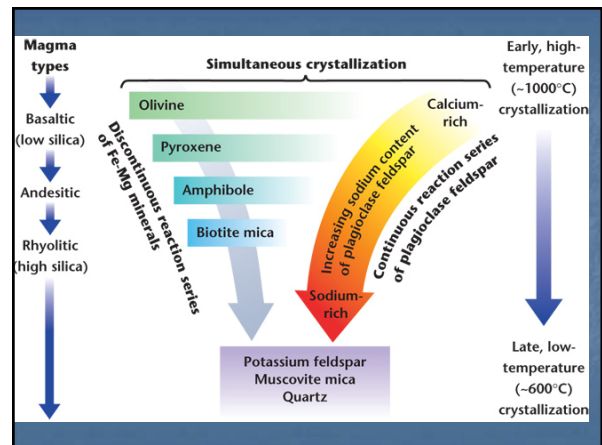 Magma
types
Basaltic
(low silica)
Andesitic
Rhyolitic
(high silica)
Simultaneous crystallization
Olivine
Pyroxene
Amphibole
Biotite mica
Discontinuous reaction series
of Fe-Mg minerals
Calcium-
rich
Increasing sodium content
of plagioclase feldspar
Continuous reaction series
of plagioclase feldspar
Sodium-
rich
Potassium feldspar
Muscovite mica
Quartz
Early, high-
temperature
(~1000°C)
crystallization
Late, low-
temperature
(~600°C)
crystallization